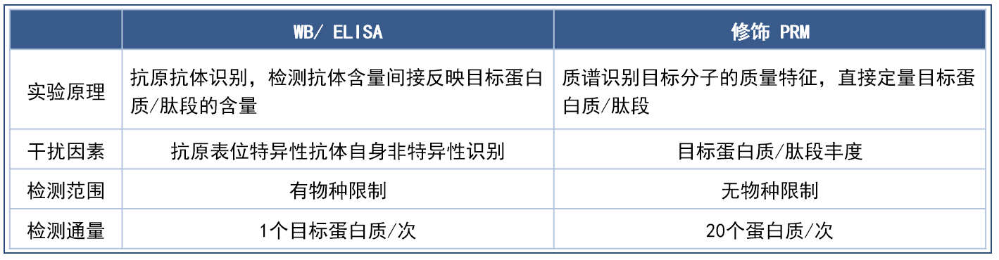 WB/ ELISA
修饰 PRM
实验原理
抗原抗体识别，检测抗体含量间接反映目标蛋白
质/肽段的含量
质谱识别目标分子的质量特征，直接定量目标蛋
白质/肽段
干扰因素
抗原表位特异性抗体自身非特异性识别
目标蛋白质/肽段丰度
检测范围
有物种限制
无物种限制
检测通量
1个目标蛋白质/次
20个蛋白质/次